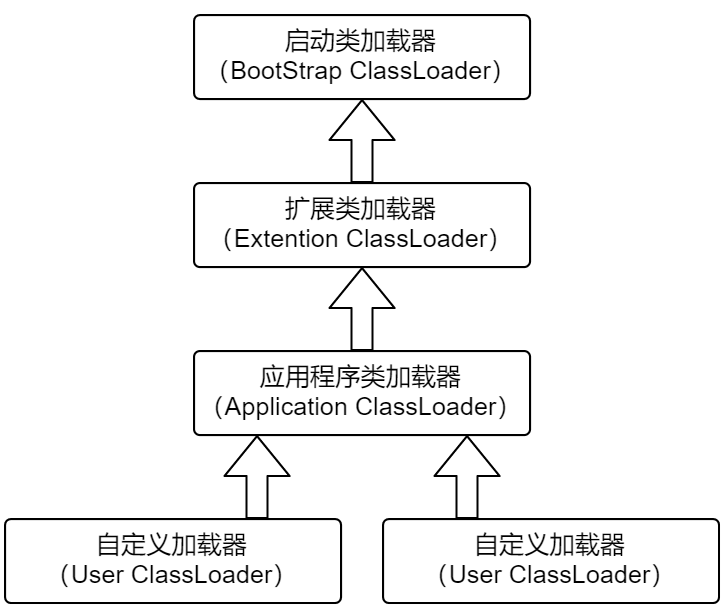 启动类加载器
（BootStrap ClassLoader）
扩展类加载器
（Extention ClassLoader）
应用程序类加载器
（Application ClassLoader）
自定义加载器
（User ClassLoader）
自定义加载器
（User ClassLoader）